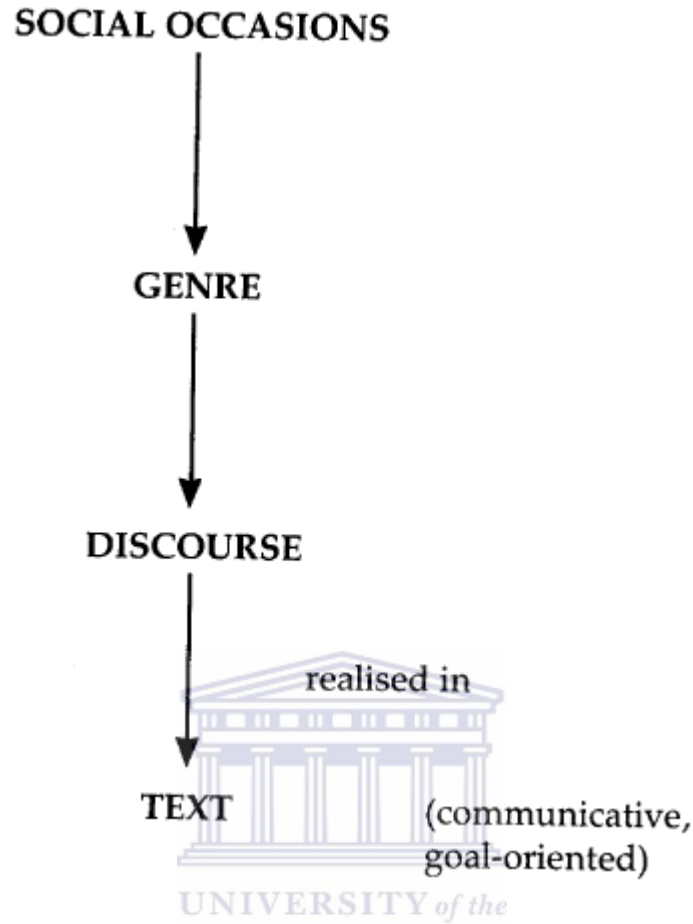 SOCIAL OCCASIONS
GENRE
DISCOURSE
realised in
TEXT
(communicative,
goal-oriented)
UNIVERSITY of the